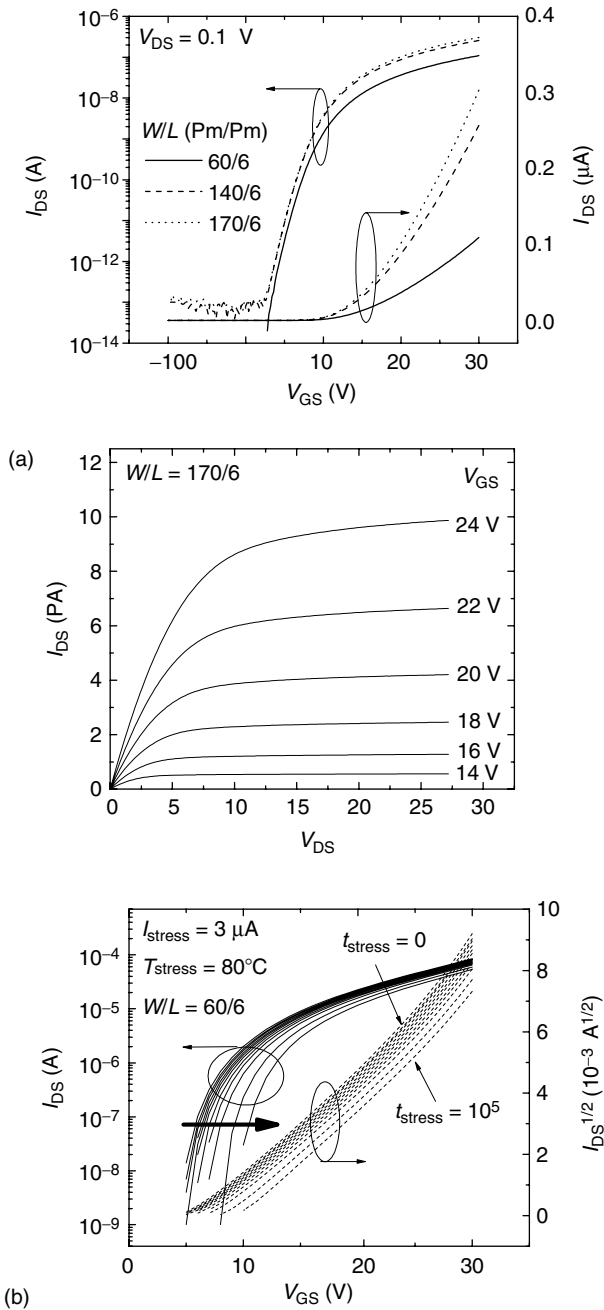 V_DS = 0.1 V
W/L (Pm/Pm)
60/6
140/6
170/6
10⁻⁶
10⁻⁸
10⁻¹⁰
10⁻¹²
10⁻¹⁴
I_DS (A)
0.4
0.3
0.2
0.1
0.0
I_DS (μA)
−100
0
10
20
30
V_GS (V)
(a)
W/L = 170/6
V_GS
24 V
22 V
20 V
18 V
16 V
14 V
12
10
8
6
4
2
0
I_DS (PA)
0 5 10 15 20 25 30
V_DS
I_stress = 3 μA
T_stress = 80°C
W/L = 60/6
t_stress = 0
t_stress = 10⁵
10⁻⁴
10⁻⁵
10⁻⁶
10⁻⁷
10⁻⁸
10⁻⁹
I_DS (A)
10
8
6
4
2
0
I_DS^1/2 (10⁻³ A^1/2)
0 5 10 15 20 25 30
V_GS (V)
(b)